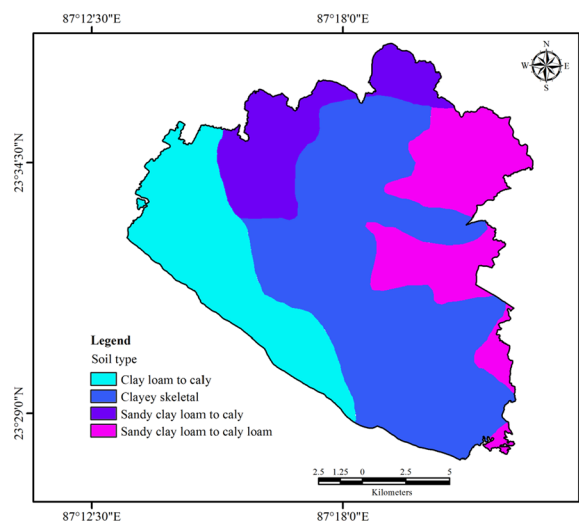 87°12'30"E 87°18'0"E
N
W E
S
23°34'30"N
23°29'0"N
Legend
Soil type
Clay loam to caly
Clayey skeletal
Sandy clay loam to caly
Sandy clay loam to caly loam
2.5 1.25 0 2.5 5
Kilometers
87°12'30"E 87°18'0"E